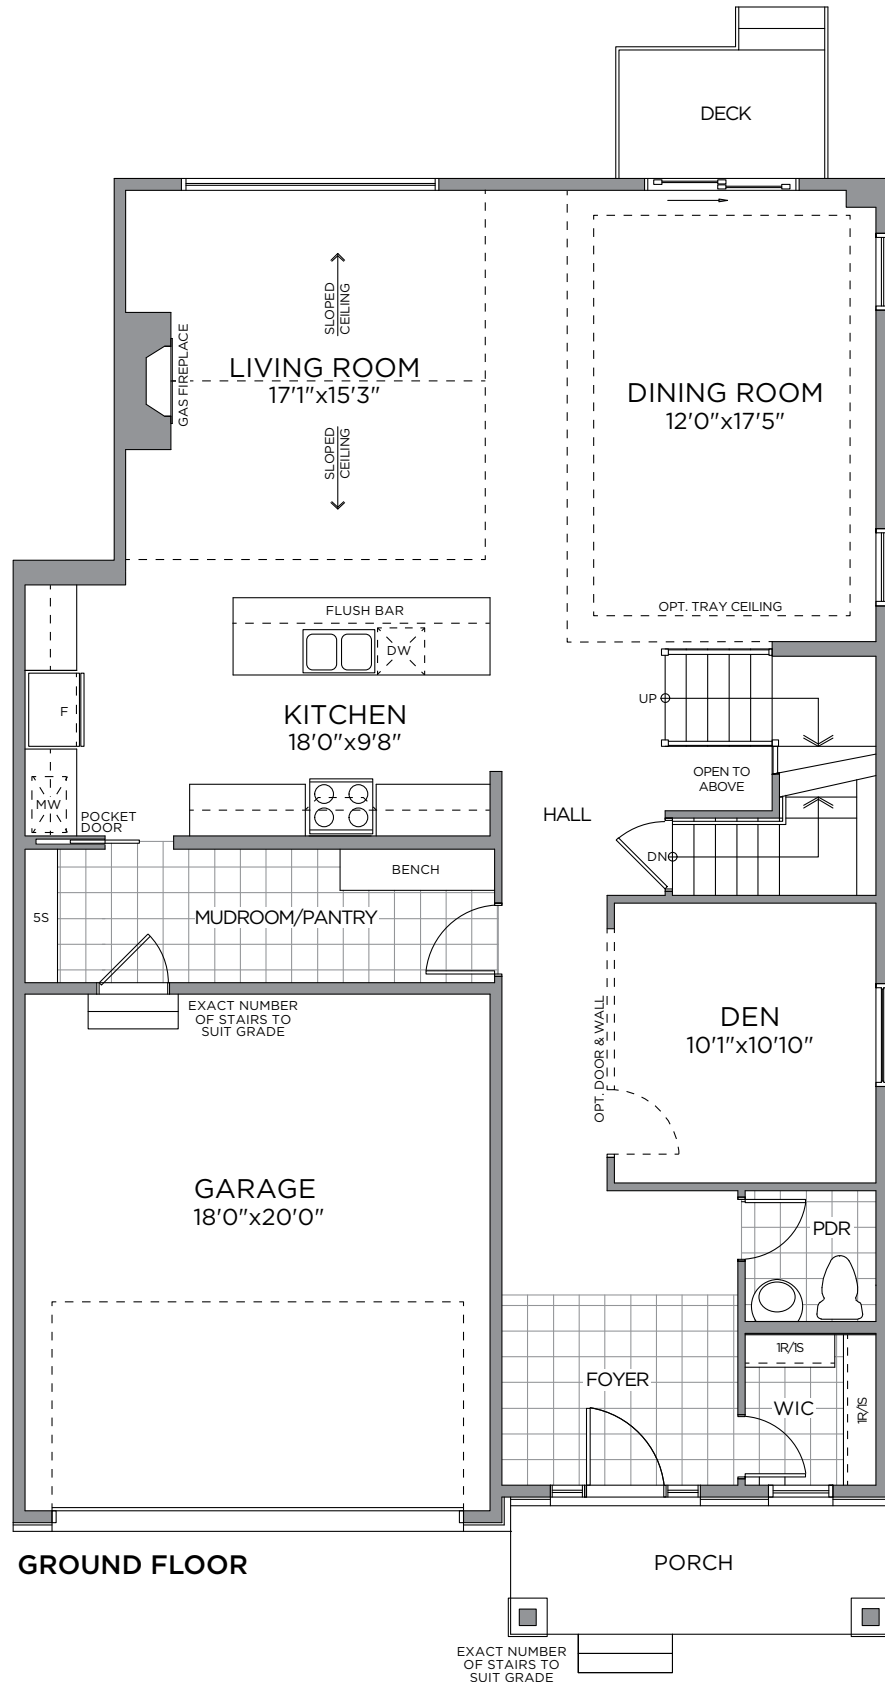 DECK
SLOPED
CEILING
GAS FIREPLACE
LIVING ROOM
17'1"x15'3"
SLOPED
CEILING
DINING ROOM
12'0"x17'5"
OPT. TRAY CEILING
FLUSH BAR
DW
F
KITCHEN
18'0"x9'8"
UP
OPEN TO
ABOVE
MW
POCKET
DOOR
HALL
DN
BENCH
5S
MUDROOM/PANTRY
EXACT NUMBER
OF STAIRS TO
SUIT GRADE
OPT. DOOR & WALL
DEN
10'1"x10'10"
GARAGE
18'0"x20'0"
PDR
1R/1S
FOYER
WIC
1R/1S
GROUND FLOOR
PORCH
EXACT NUMBER
OF STAIRS TO
SUIT GRADE